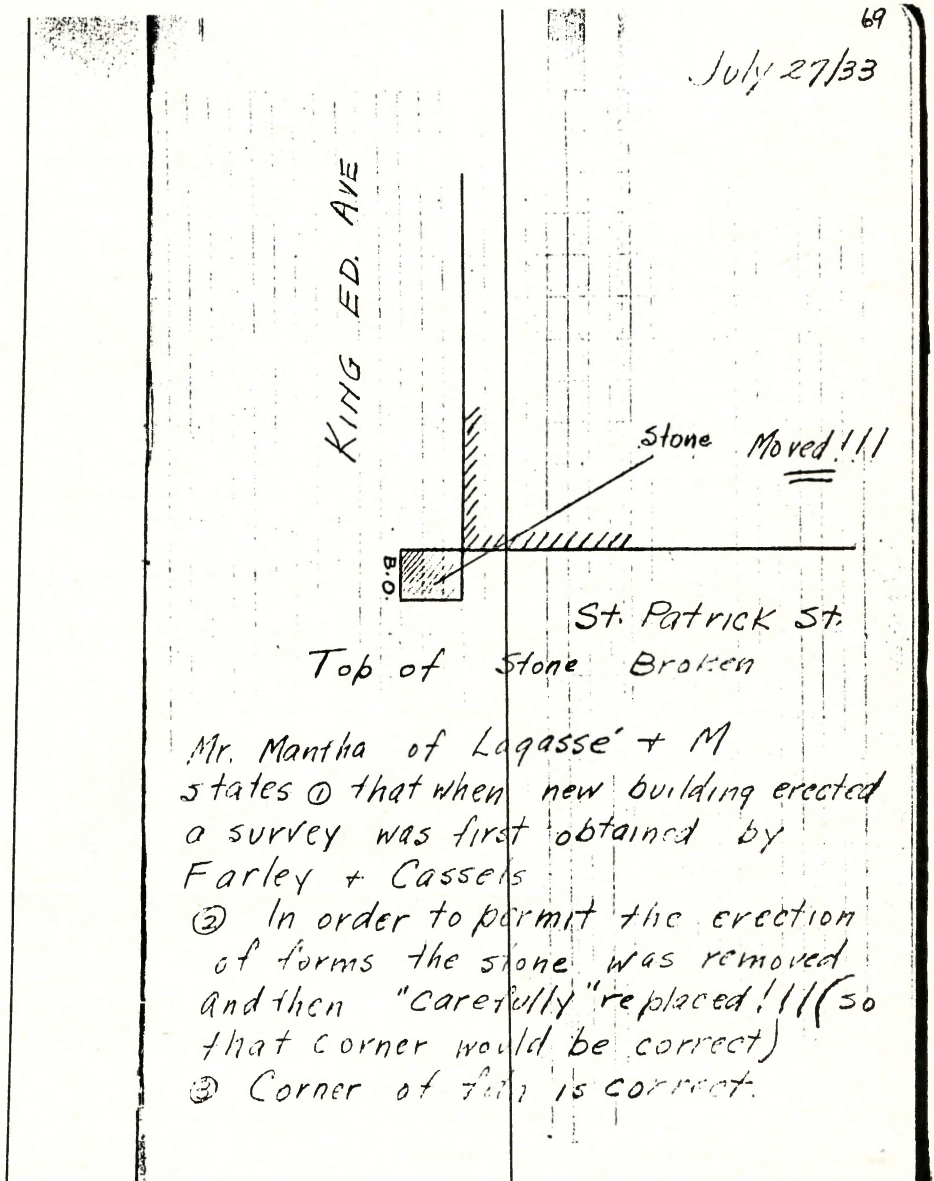 69
July 27/33
KING ED. AVE
Stone Moved!!!
B.O.
St. Patrick St.
Top of Stone Broken
Mr. Mantha of Lagassé + M
states ① that when new building erected
a survey was first obtained by
Farley + Cassels
② In order to permit the erection
of forms the stone was removed
and then "carefully" replaced!!! (so
that corner would be correct)
③ Corner of is correct.